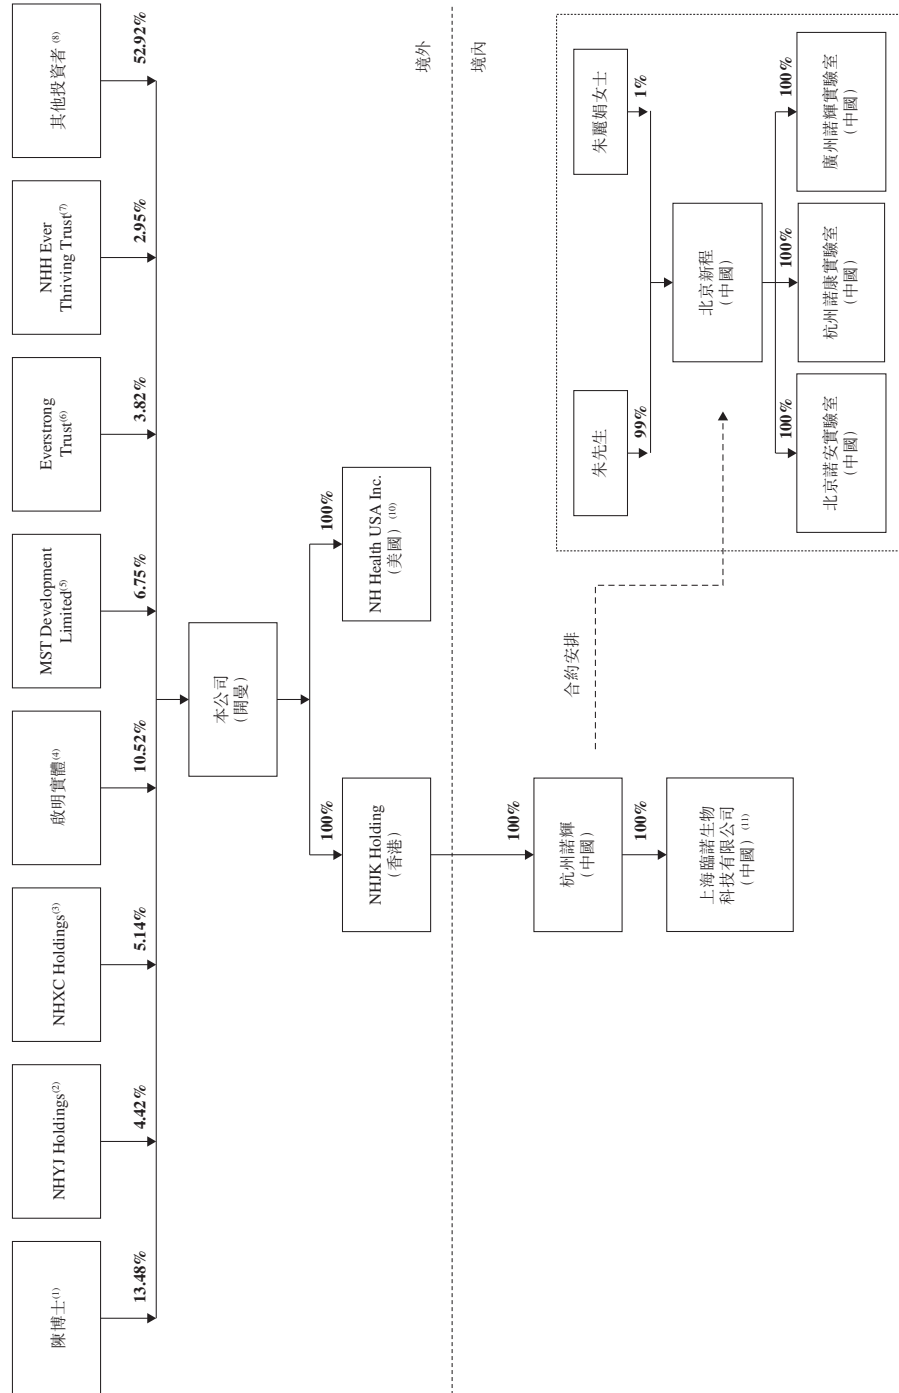 陳博士(1)
NHYJ Holdings(2)
NHXC Holdings(3)
啟明實體(4)
MST Development
Limited(5)
Everstrong
Trust(6)
NHH Ever
Thriving Trust(7)
其他投資者(8)
13.48%
4.42%
5.14%
10.52%
6.75%
3.82%
2.95%
52.92%
本公司
(開曼)
100%
100%
NHJK Holding
(香港)
NH Health USA Inc.
(美國)(10)
境外
境內
100%
杭州諾輝
(中國)
100%
上海臨諾生物
科技有限公司
(中國)(11)
合約安排
朱先生
朱麗娟女士
99%
1%
北京新程
(中國)
100%
100%
100%
北京諾安實驗室
(中國)
杭州諾康實驗室
(中國)
廣州諾輝實驗室
(中國)